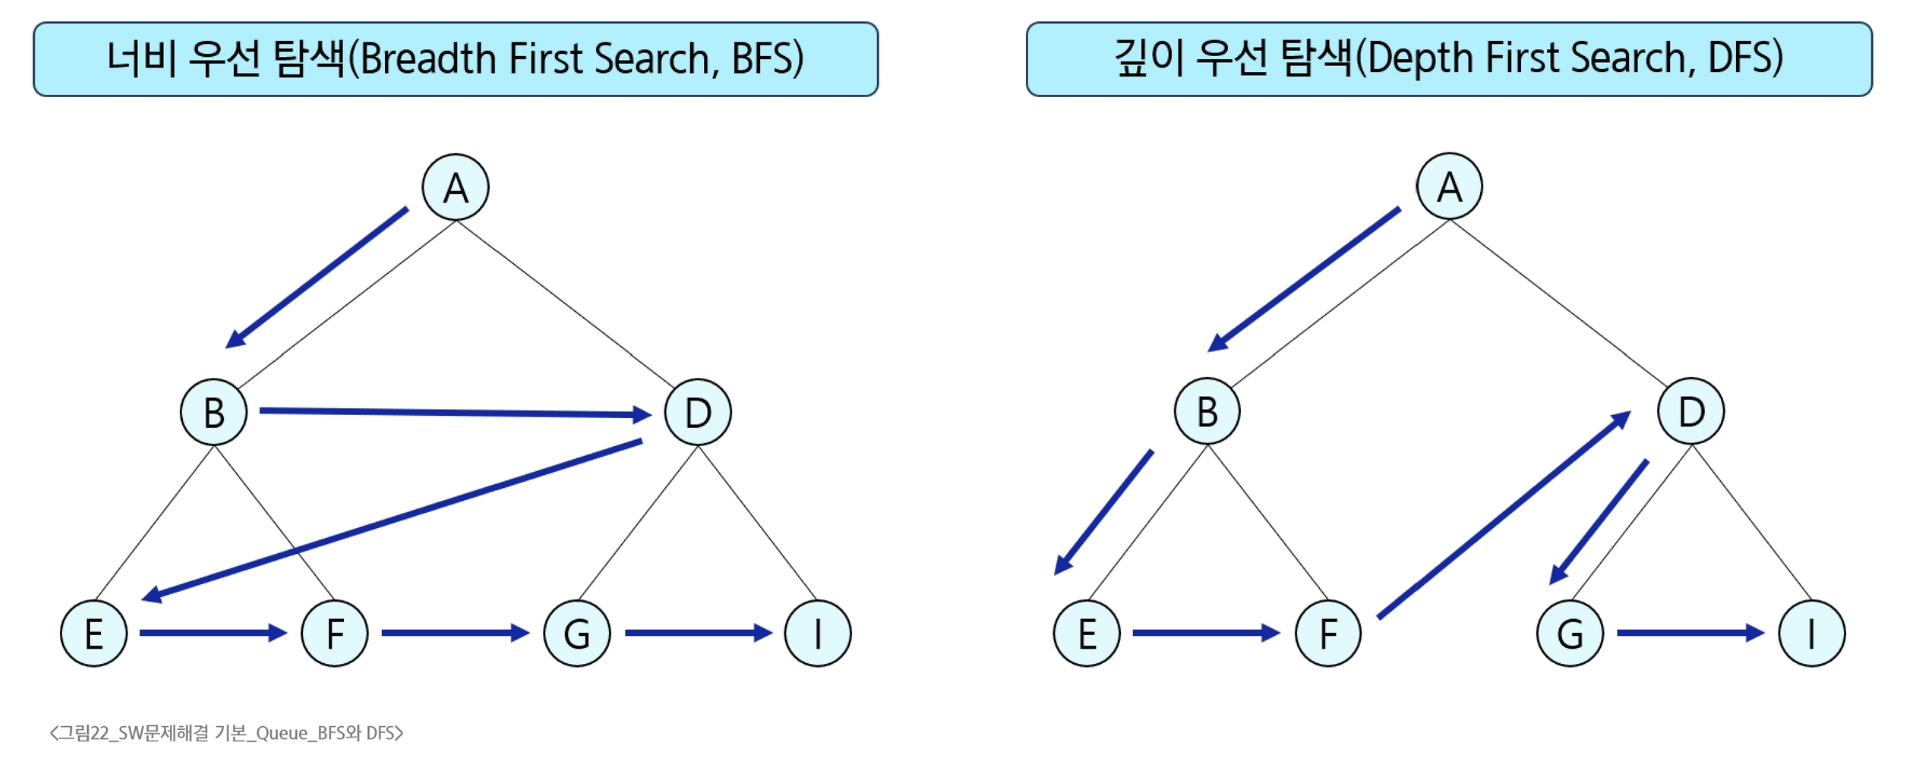 너비 우선 탐색(Breadth First Search, BFS)
A
B
D
E
F
G
I
깊이 우선 탐색(Depth First Search, DFS)
A
B
D
E
F
G
I
<그림22_SW문제해결 기본_Queue_BFS와 DFS>